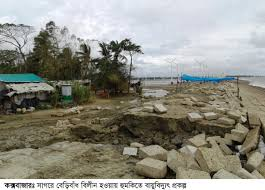 কক্সবাজারঃ সাগরে বেড়িবাঁধ বিলীন হওয়ায় হুমকিতে বায়ুবিদ্যুৎ প্রকল্প